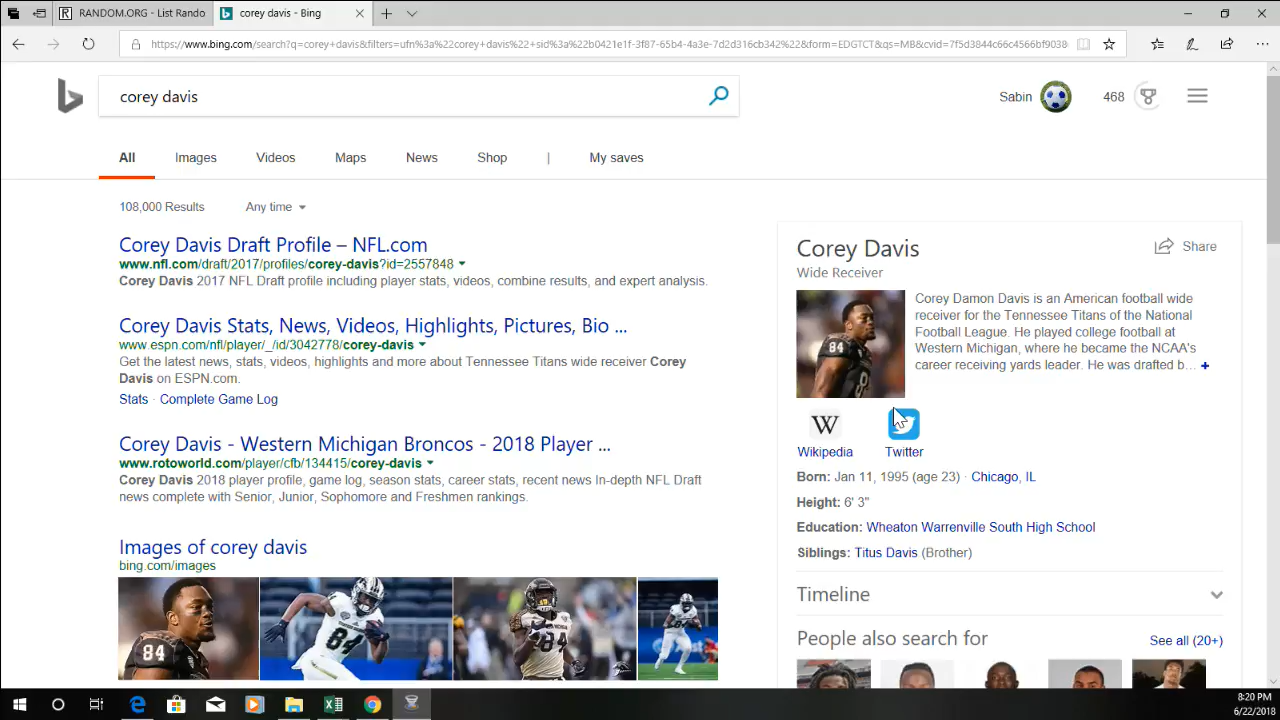 RANDOM.ORG - List Rando
corey davis - Bing
https://www.bing.com/search?q=corey+davis&filters=ufn%3a%22corey+davis%22+sid%3a%22b0421e1f-3f87-65b4-4a3e-7d2d316cb342%22&form=EDGTCT&qs=MB&cvid=7f5d3844c66c4566bf9038
corey davis
Sabin
468
All
Images
Videos
Maps
News
Shop
|
My saves
108,000 Results
Any time
Corey Davis Draft Profile – NFL.com
www.nfl.com/draft/2017/profiles/corey-davis?id=2557848
Corey Davis 2017 NFL Draft profile including player stats, videos, combine results, and expert analysis.
Corey Davis Stats, News, Videos, Highlights, Pictures, Bio ...
www.espn.com/nfl/player/_/id/3042778/corey-davis
Get the latest news, stats, videos, highlights and more about Tennessee Titans wide receiver Corey
Davis on ESPN.com.
Stats · Complete Game Log
Corey Davis - Western Michigan Broncos - 2018 Player ...
www.rotoworld.com/player/cfb/134415/corey-davis
Corey Davis 2018 player profile, game log, season stats, career stats, recent news In-depth NFL Draft
news complete with Senior, Junior, Sophomore and Freshmen rankings.
Images of corey davis
bing.com/images
84
84
84
Corey Davis
Share
Wide Receiver
84
Corey Damon Davis is an American football wide
receiver for the Tennessee Titans of the National
Football League. He played college football at
Western Michigan, where he became the NCAA's
career receiving yards leader. He was drafted b... +
W
Wikipedia
Twitter
Born: Jan 11, 1995 (age 23) · Chicago, IL
Height: 6' 3"
Education: Wheaton Warrenville South High School
Siblings: Titus Davis (Brother)
Timeline
People also search for
See all (20+)
8:20 PM
6/22/2018